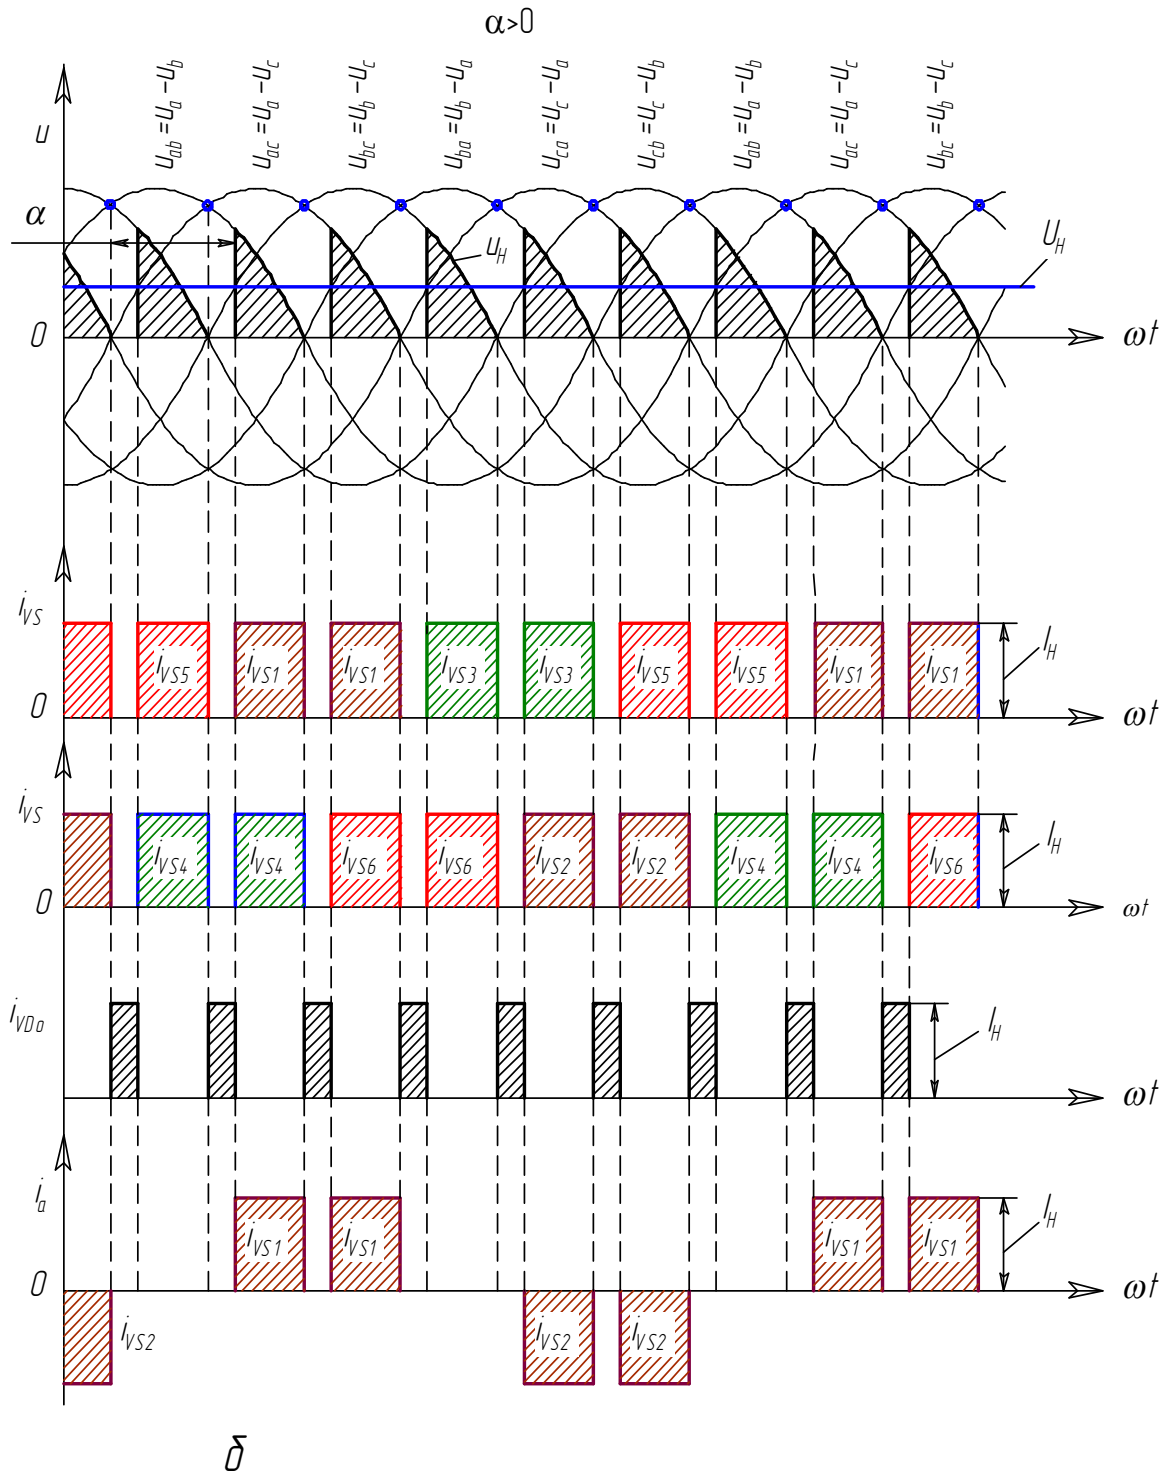 α>0
U_ab = U_a – U_b
U_ac = U_a – U_c
U_bc = U_b – U_c
U_ba = U_b – U_a
U_ca = U_c – U_a
U_cb = U_c – U_b
U_ab = U_a – U_b
U_ac = U_a – U_c
U_bc = U_b – U_c
u
α
u_H
U_H
0
ωt
i_VS
i_VS5
i_VS1
i_VS1
i_VS3
i_VS3
i_VS5
i_VS5
i_VS1
i_VS1
I_H
0
ωt
i_VS
i_VS4
i_VS4
i_VS6
i_VS6
i_VS2
i_VS2
i_VS4
i_VS4
i_VS6
I_H
0
ωt
i_VDo
I_H
ωt
i_a
i_VS1
i_VS1
i_VS1
i_VS1
I_H
0
ωt
i_VS2
i_VS2
i_VS2
б